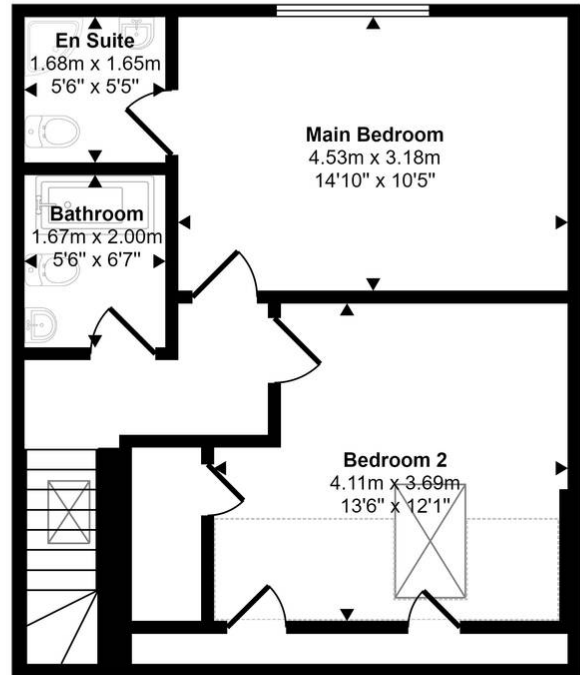 En Suite
1.68m x 1.65m
5'6" x 5'5"
Main Bedroom
4.53m x 3.18m
14'10" x 10'5"
Bathroom
1.67m x 2.00m
5'6" x 6'7"
Bedroom 2
4.11m x 3.69m
13'6" x 12'1"